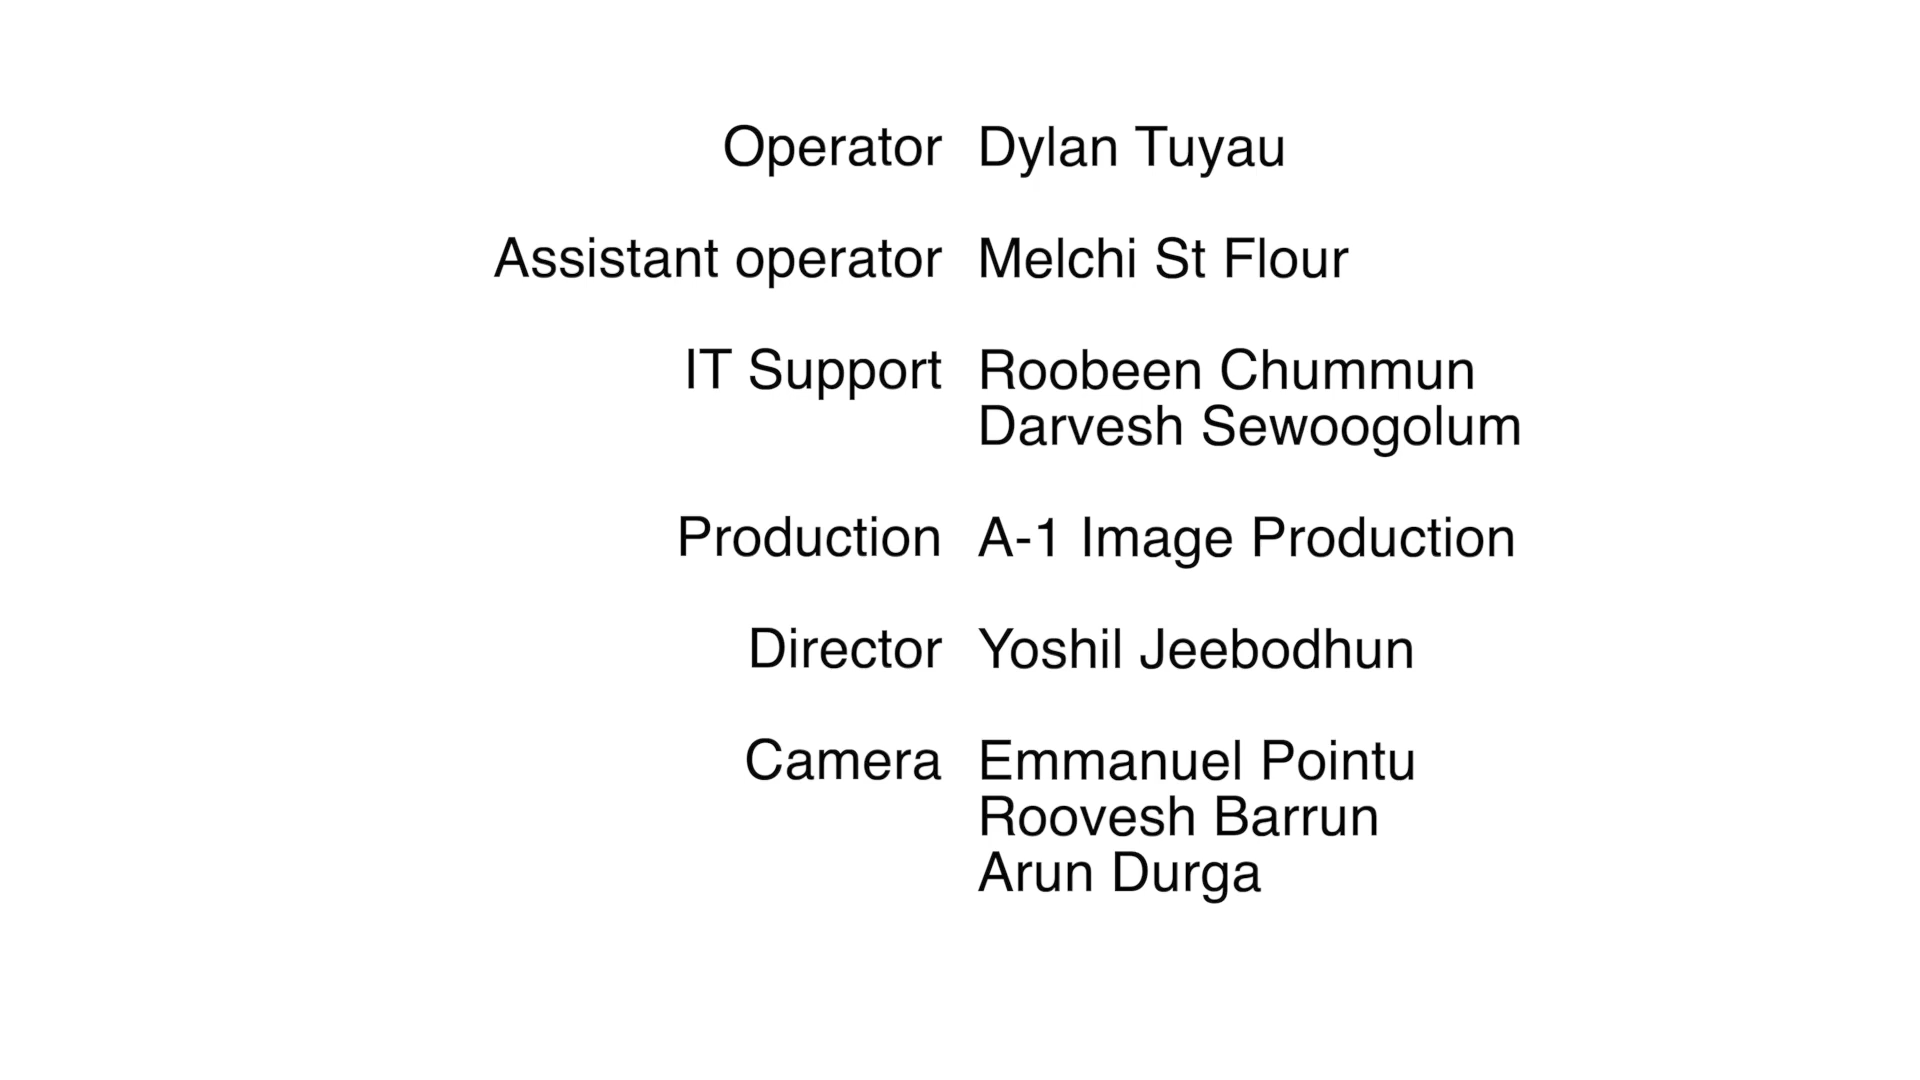 Operator Dylan Tuyau
Assistant operator Melchi St Flour
IT Support Roobeen Chummun
Darvesh Sewoogolum
Production A-1 Image Production
Director Yoshil Jeebodhun
Camera Emmanuel Pointu
Roovesh Barrun
Arun Durga